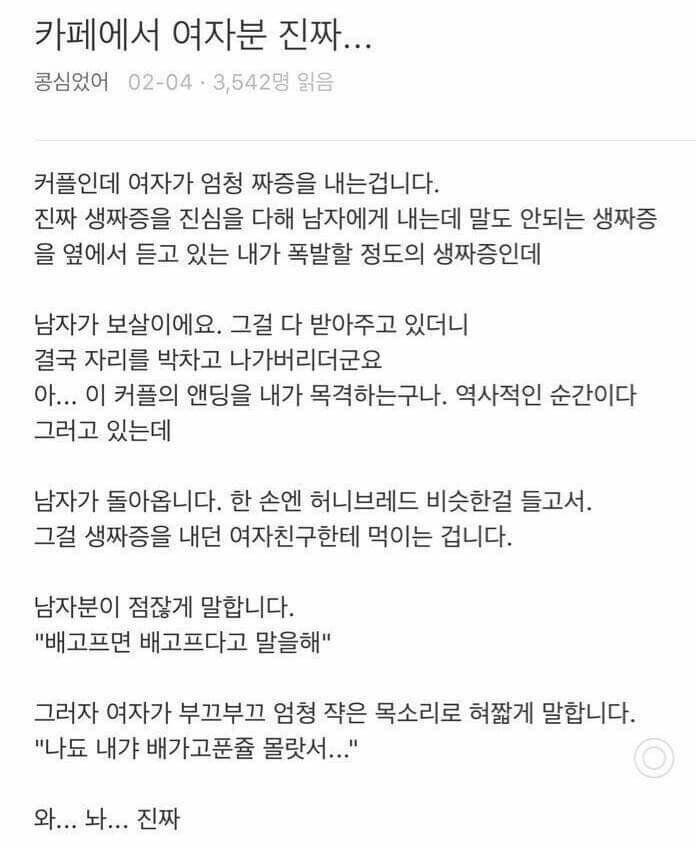 카페에서 여자분 진짜...
콩심었어 02-04 · 3,542명 읽음
커플인데 여자가 엄청 짜증을 내는겁니다.
진짜 생짜증을 진심을 다해 남자에게 내는데 말도 안되는 생짜증
을 옆에서 듣고 있는 내가 폭발할 정도의 생짜증인데
남자가 보살이에요. 그걸 다 받아주고 있더니
결국 자리를 박차고 나가버리더군요
아... 이 커플의 앤딩을 내가 목격하는구나. 역사적인 순간이다
그러고 있는데
남자가 돌아옵니다. 한 손엔 허니브레드 비슷한걸 들고서.
그걸 생짜증을 내던 여자친구한테 먹이는 겁니다.
남자분이 점잖게 말합니다.
"배고프면 배고프다고 말을해"
그러자 여자가 부끄부끄 엄청 쟉은 목소리로 혀짧게 말합니다.
"나됴 내갸 배가고푼쥴 몰랏서..."
와... 놔... 진짜